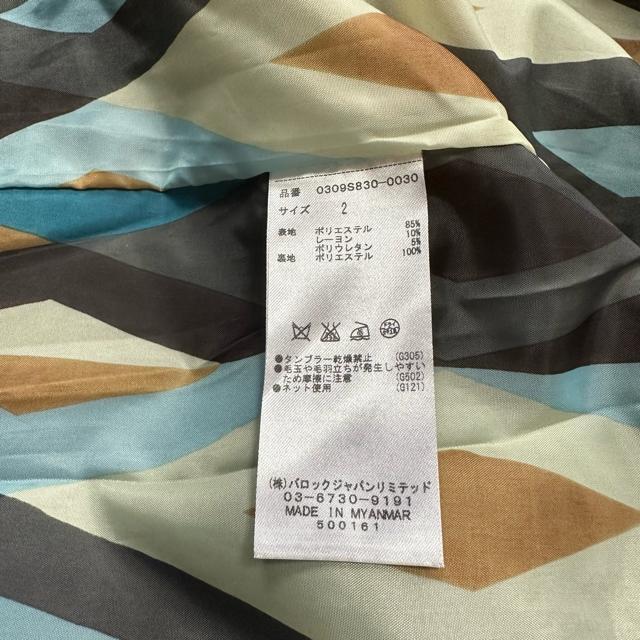 品番 0309S830-0030
サイズ 2
表地 ポリエステル 85%
レーヨン 10%
ポリウレタン 5%
裏地 ポリエステル 100%
ドライ
●タンブラー乾燥禁止 (G305)
●毛玉や毛羽立ちが発生しやすい
ため摩擦に注意 (G502)
●ネット使用 (G121)
(株)バロックジャパンリミテッド
03-6730-9191
MADE IN MYANMAR
500161